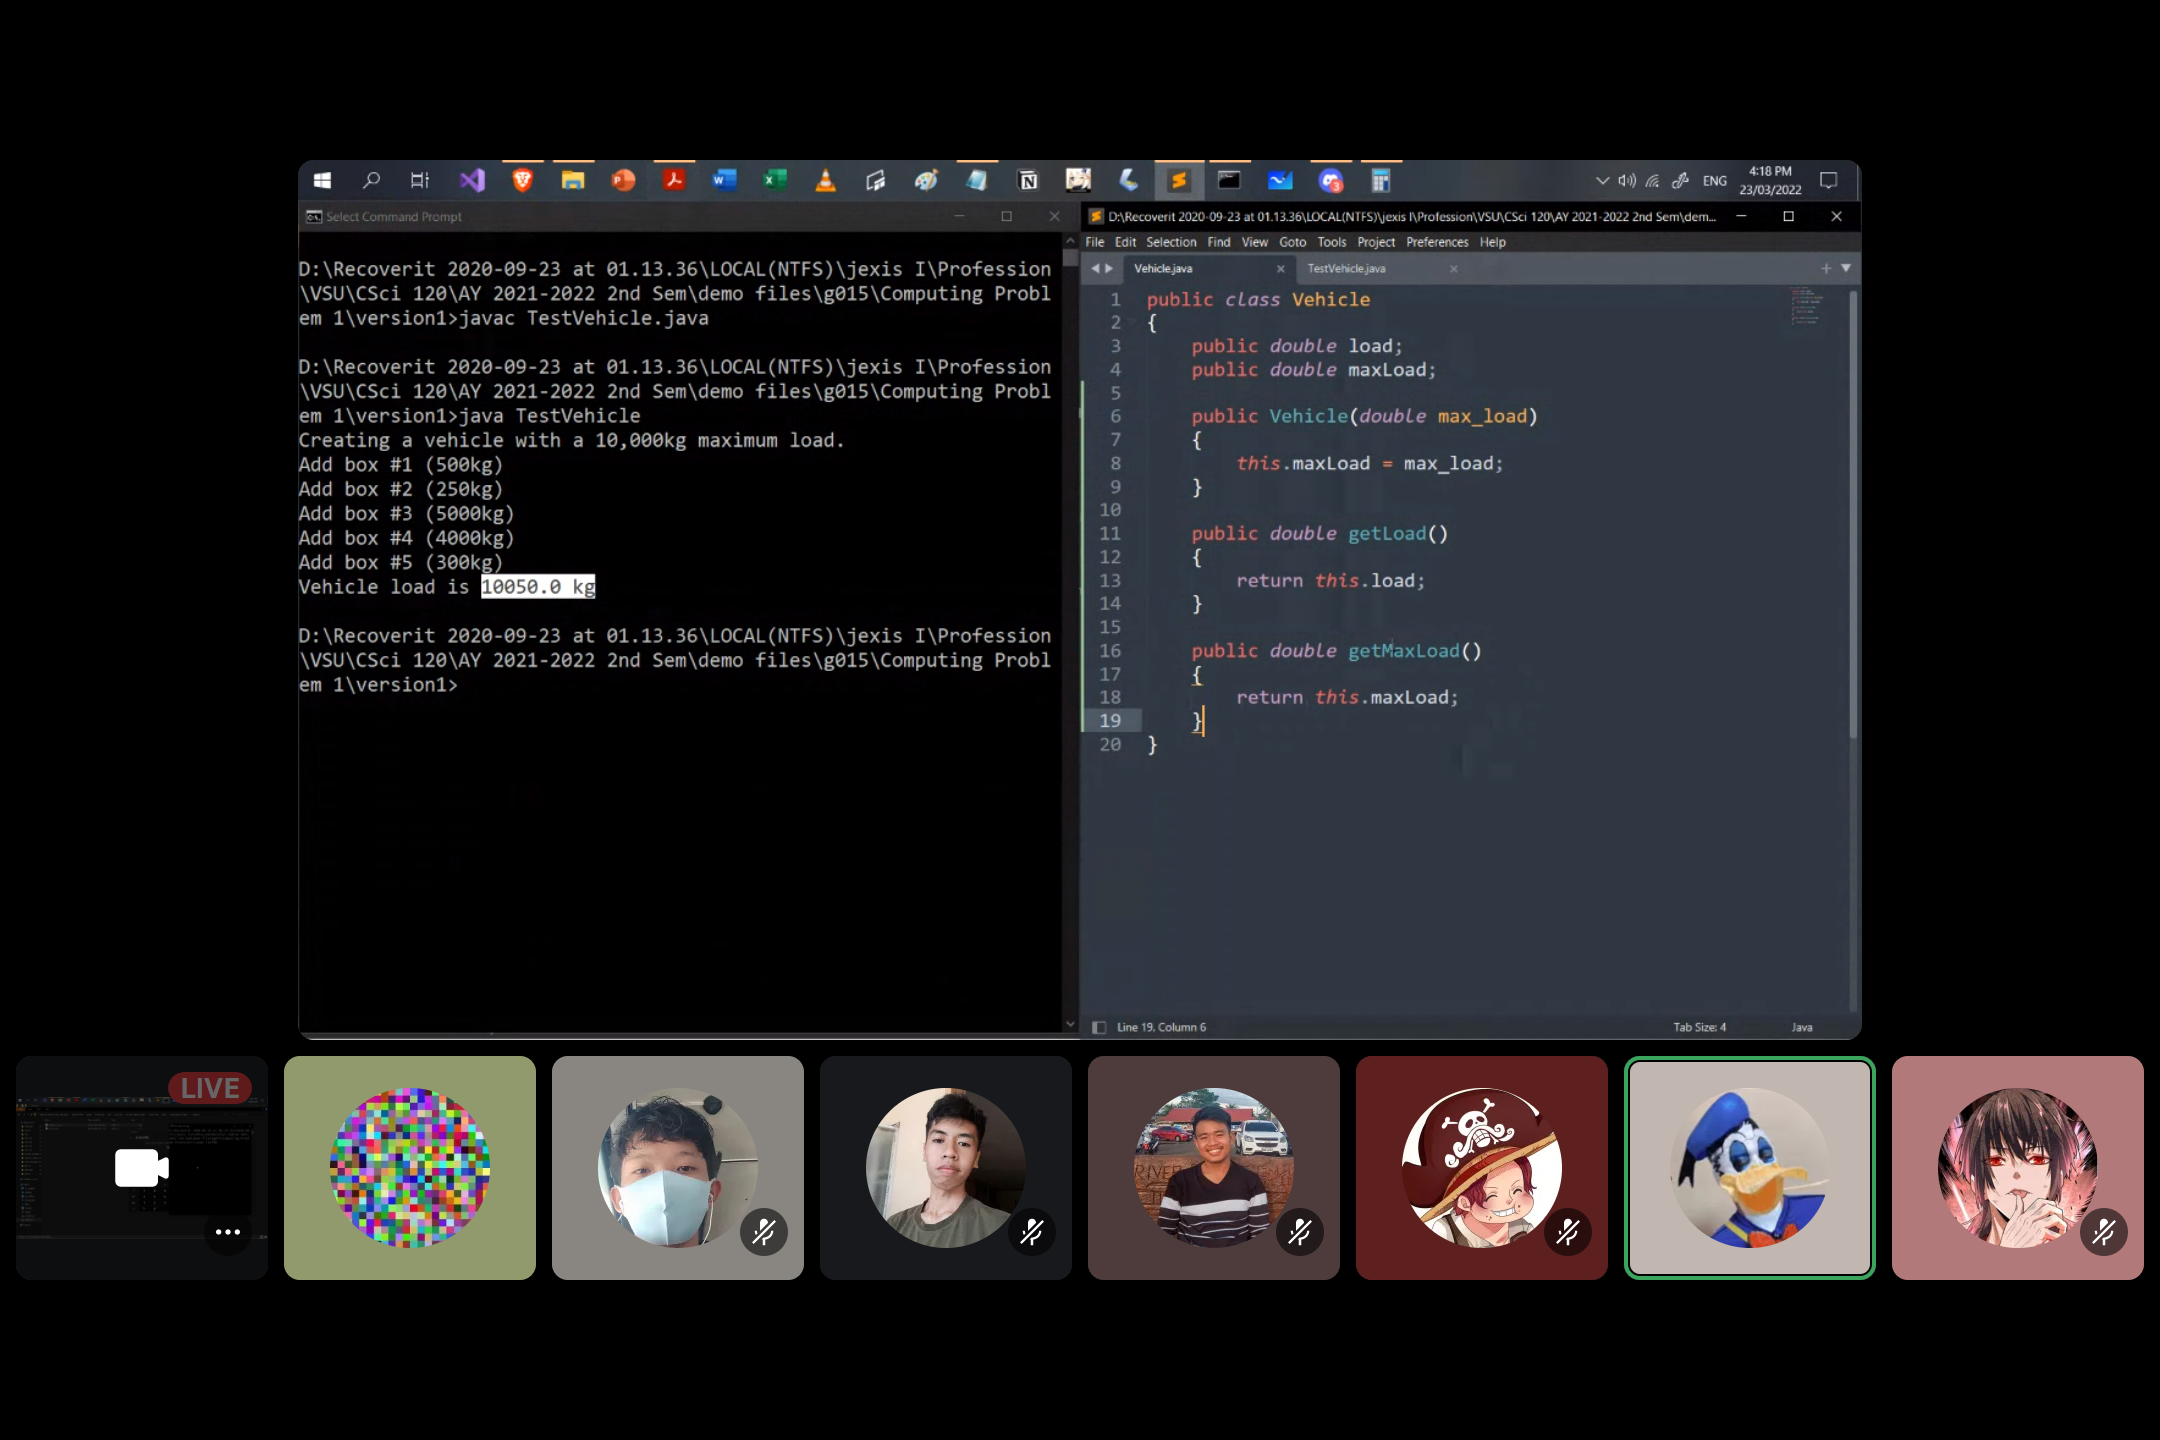 4:18 PM
ENG
23/03/2022
Select Command Prompt
D:\Recoverit 2020-09-23 at 01.13.36\LOCAL(NTFS)\jexis I\Profession
\VSU\CSci 120\AY 2021-2022 2nd Sem\demo files\g015\Computing Probl
em 1\version1>javac TestVehicle.java
D:\Recoverit 2020-09-23 at 01.13.36\LOCAL(NTFS)\jexis I\Profession
\VSU\CSci 120\AY 2021-2022 2nd Sem\demo files\g015\Computing Probl
em 1\version1>java TestVehicle
Creating a vehicle with a 10,000kg maximum load.
Add box #1 (500kg)
Add box #2 (250kg)
Add box #3 (5000kg)
Add box #4 (4000kg)
Add box #5 (300kg)
Vehicle load is 10050.0 kg
D:\Recoverit 2020-09-23 at 01.13.36\LOCAL(NTFS)\jexis I\Profession
\VSU\CSci 120\AY 2021-2022 2nd Sem\demo files\g015\Computing Probl
em 1\version1>
D:\Recoverit 2020-09-23 at 01.13.36\LOCAL(NTFS)\jexis I\Profession\VSU\CSci 120\AY 2021-2022 2nd Sem\dem...
File Edit Selection Find View Goto Tools Project Preferences Help
Vehicle.java TestVehicle.java
1 public class Vehicle
2 {
3 public double load;
4 public double maxLoad;
5
6 public Vehicle(double max_load)
7 {
8 this.maxLoad = max_load;
9 }
10
11 public double getLoad()
12 {
13 return this.load;
14 }
15
16 public double getMaxLoad()
17 {
18 return this.maxLoad;
19 }
20 }
Line 19, Column 6
Tab Size: 4
Java
LIVE